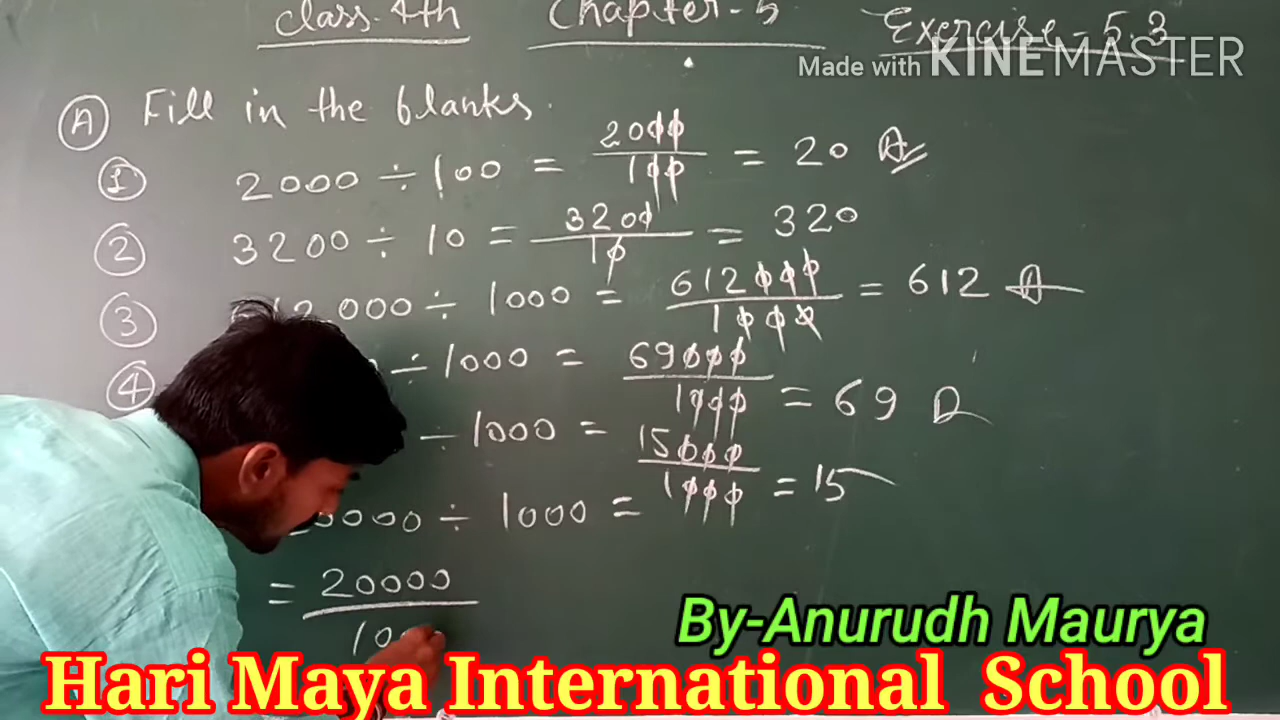 Class-4th Chapter-5 Exercise-5.3
Made with KINEMASTER
(A) Fill in the blanks.
(1) 2000 ÷ 100 = 2000/100 = 20 A
(2) 3200 ÷ 10 = 3200/10 = 320
(3) 12000 ÷ 1000 = 612000/1000 = 612 A
(4) ÷ 1000 = 69000/1000 = 69
÷ 1000 = 15000/1000 = 15
20000 ÷ 1000 =
= 20000/10
By-Anurudh Maurya
Hari Maya International School